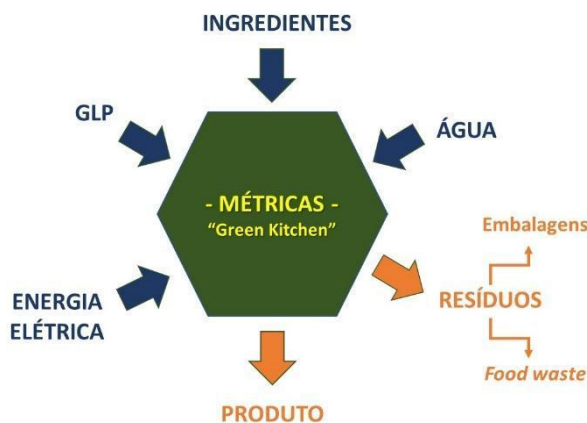 INGREDIENTES
GLP
ÁGUA
- MÉTRICAS -
“Green Kitchen”
Embalagens
ENERGIA
ELÉTRICA
RESÍDUOS
Food waste
PRODUTO